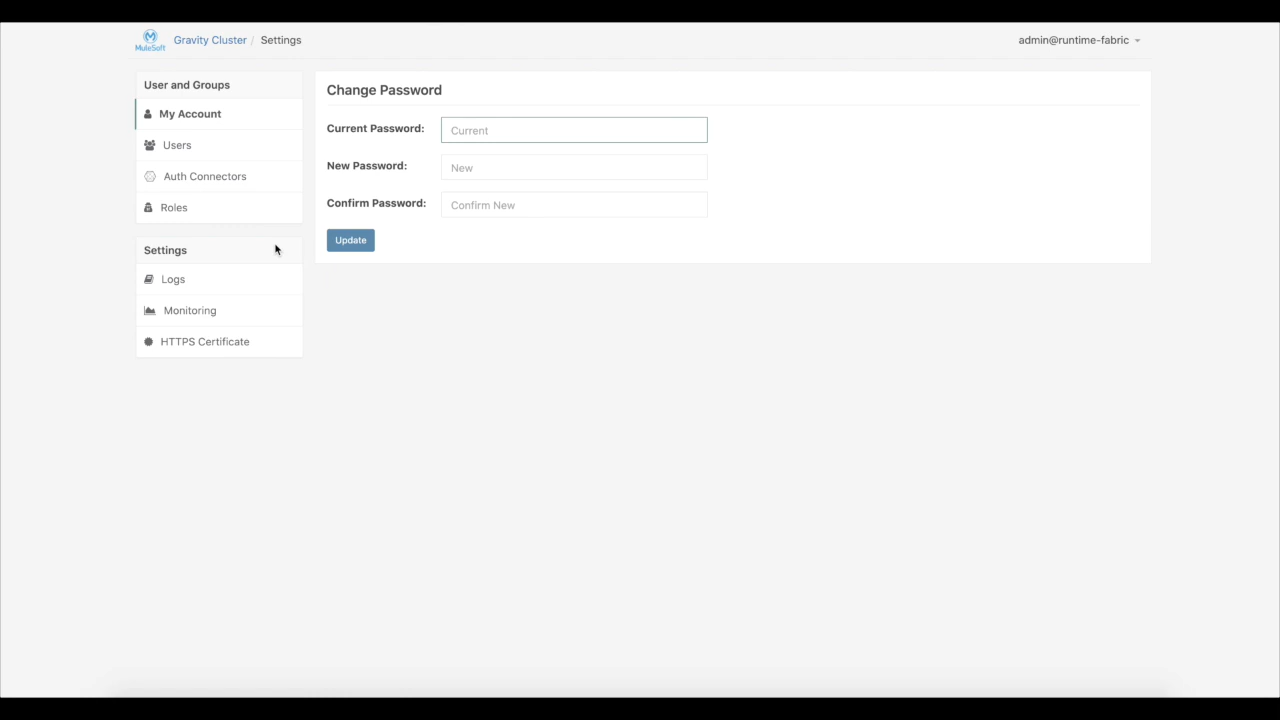 MuleSoft
Gravity Cluster / Settings
admin@runtime-fabric
User and Groups
My Account
Users
Auth Connectors
Roles
Settings
Logs
Monitoring
HTTPS Certificate
Change Password
Current Password: Current
New Password: New
Confirm Password: Confirm New
Update